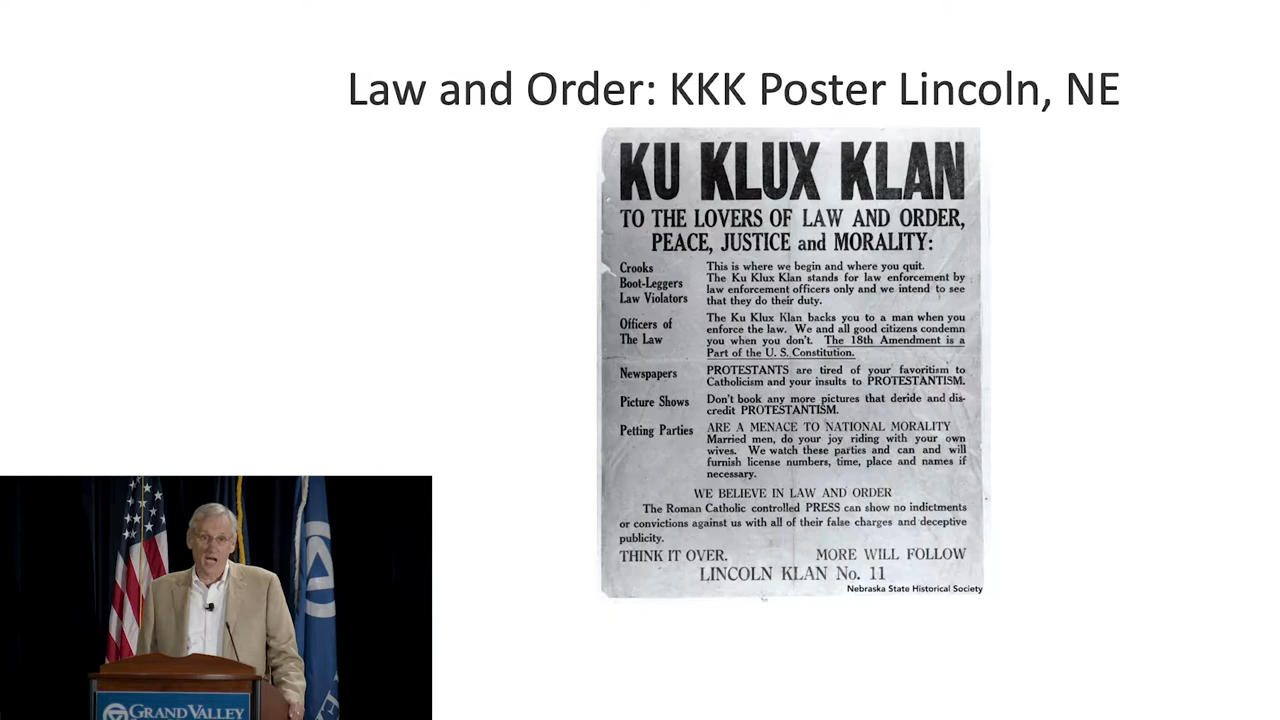 Law and Order: KKK Poster Lincoln, NE
KU KLUX KLAN
TO THE LOVERS OF LAW AND ORDER,
PEACE, JUSTICE and MORALITY:
Crooks
Boot-Leggers
Law Violators
This is where we begin and where you quit.
The Ku Klux Klan stands for law enforcement by
law enforcement officers only and we intend to see
that they do their duty.
Officers of
The Law
The Ku Klux Klan backs you to a man when you
enforce the law. We and all good citizens condemn
you when you don't. The 18th Amendment is a
Part of the U. S. Constitution.
Newspapers
PROTESTANTS are tired of your favoritism to
Catholicism and your insults to PROTESTANTISM.
Picture Shows
Don't book any more pictures that deride and dis-
credit PROTESTANTISM.
Petting Parties
ARE A MENACE TO NATIONAL MORALITY
Married men, do your joy riding with your own
wives. We watch these parties and can and will
furnish license numbers, time, place and names if
necessary.
WE BELIEVE IN LAW AND ORDER
The Roman Catholic controlled PRESS can show no indictments
or convictions against us with all of their false charges and deceptive
publicity.
THINK IT OVER. MORE WILL FOLLOW
LINCOLN KLAN No. 11
Nebraska State Historical Society
GRAND VALLEY